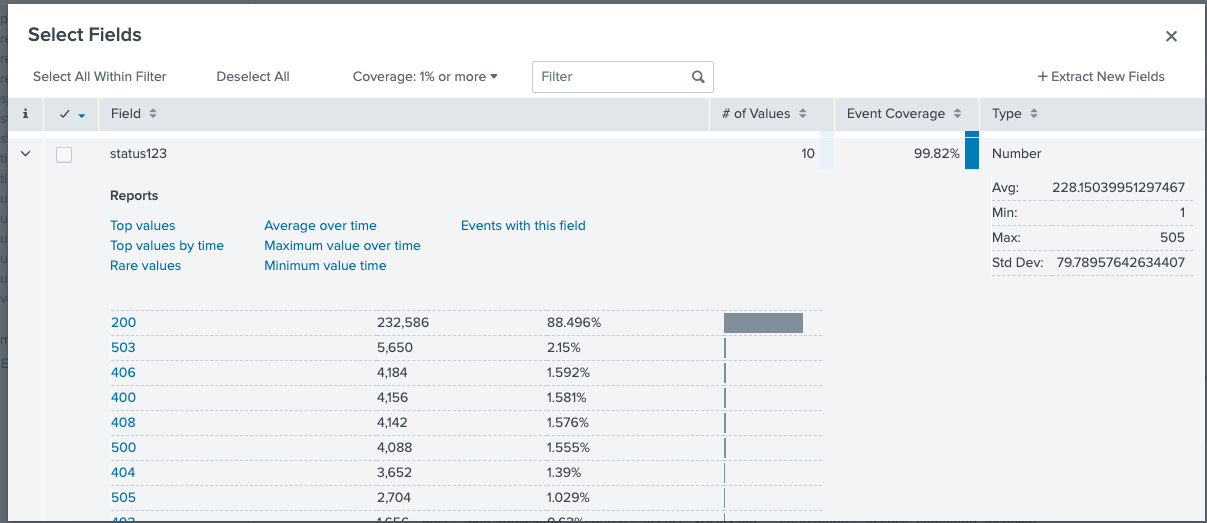 Select Fields
Select All Within Filter Deselect All Coverage: 1% or more Filter + Extract New Fields
i Field # of Values Event Coverage Type
status123 10 99.82% Number
Reports
Avg: 228.15039951297467
Min: 1
Max: 505
Std Dev: 79.78957642634407
Top values Average over time Events with this field
Top values by time Maximum value over time
Rare values Minimum value time
200 232,586 88.496%
503 5,650 2.15%
406 4,184 1.592%
400 4,156 1.581%
408 4,142 1.576%
500 4,088 1.555%
404 3,652 1.39%
505 2,704 1.029%